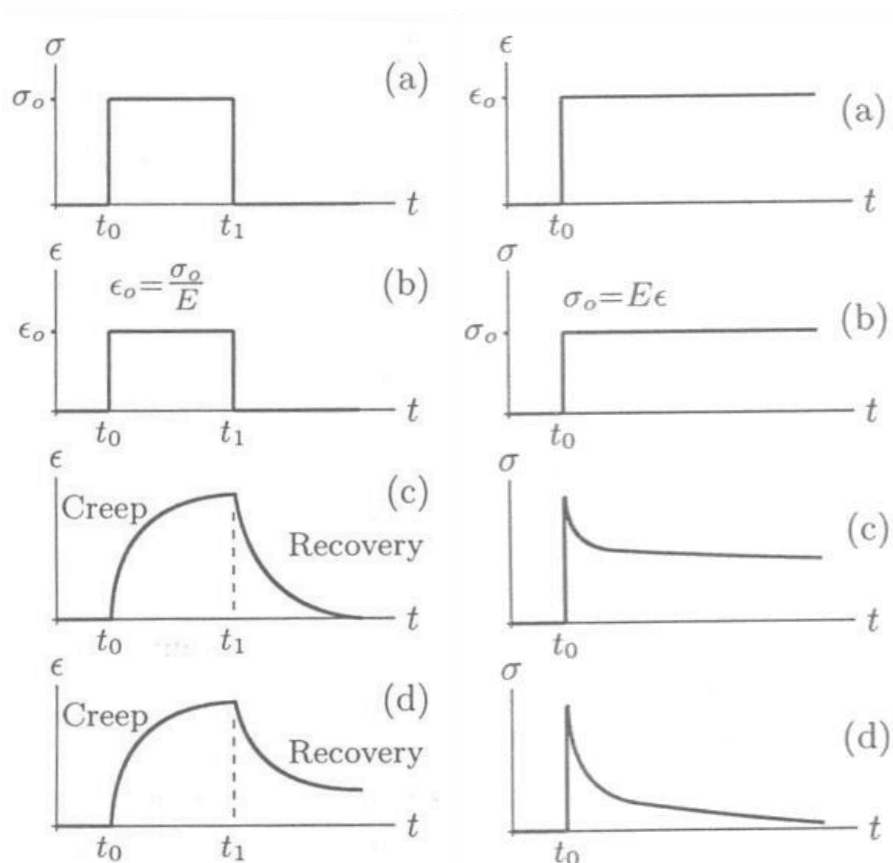 σ
σₒ
(a)
t₀
t₁
t
ϵ
ϵₒ = σₒ/E
(b)
ϵₒ
t₀
t₁
t
ϵ
(c)
Creep
Recovery
t₀
t₁
t
ϵ
(d)
Creep
Recovery
t₀
t₁
t
ϵ
ϵₒ
(a)
t₀
t
σ
σₒ = Eϵ
(b)
σₒ
t₀
t
σ
(c)
t₀
t
σ
(d)
t₀
t